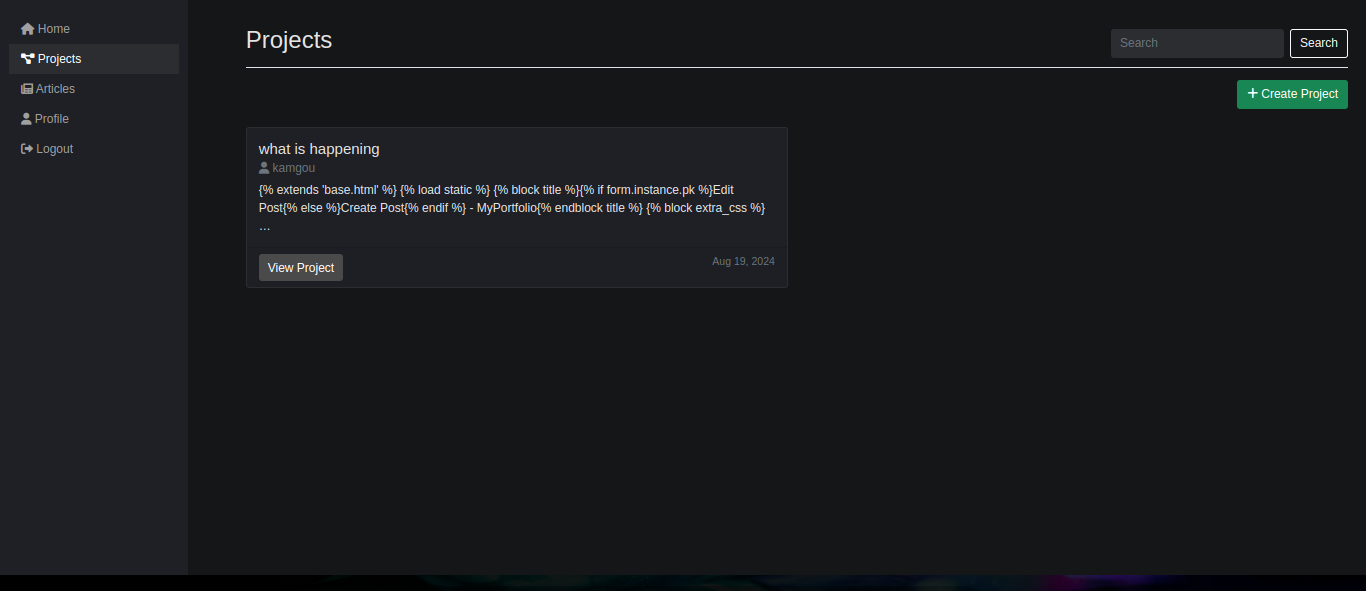 Home
Projects
Articles
Profile
Logout
Projects
Search
Search
Create Project
what is happening
kamgou
{% extends 'base.html' %} {% load static %} {% block title %}{% if form.instance.pk %}Edit
Post{% else %}Create Post{% endif %} - MyPortfolio{% endblock title %} {% block extra_css %}
…
View Project
Aug 19, 2024